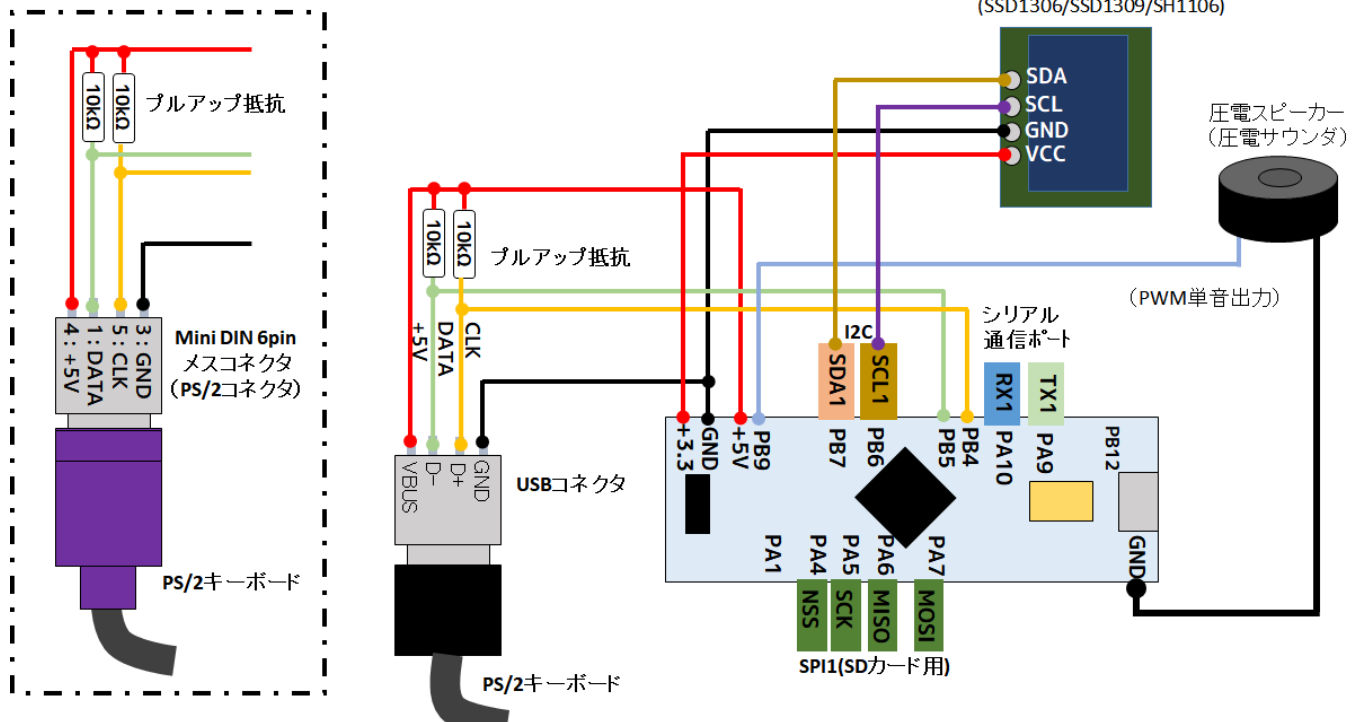 (SSD1306/SSD1309/SH1106)
SDA
SCL
GND
VCC
圧電スピーカー
(圧電サウンダ)
(PWM単音出力)
10kΩ
10kΩ
プルアップ抵抗
4:+5V
1:DATA
5:CLK
3:GND
Mini DIN 6pin
メスコネクタ
(PS/2コネクタ)
PS/2キーボード
10kΩ
10kΩ
プルアップ抵抗
+5V
DATA
CLK
VBUS
D-
D+
GND
USBコネクタ
PS/2キーボード
I2C
SDA1
SCL1
シリアル
通信ポート
RX1
TX1
+3.3
GND
+5V
PB9
PB7
PB6
PB5
PB4
PA10
PA9
PB12
GND
PA1
PA4
PA5
PA6
PA7
NSS
SCK
MISO
MOSI
SPI1(SDカード用)